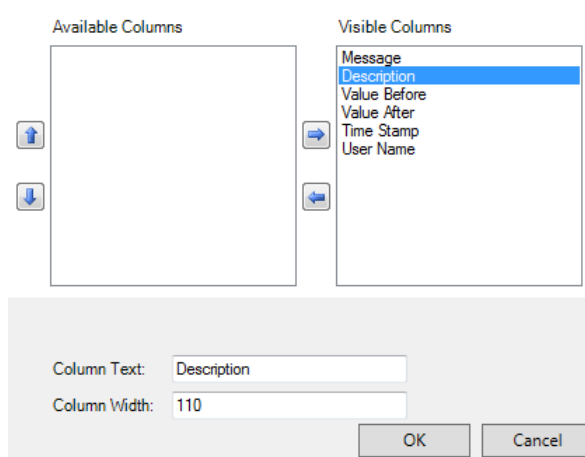 Available Columns
Visible Columns
Message
Description
Value Before
Value After
Time Stamp
User Name
Column Text: Description
Column Width: 110
OK Cancel